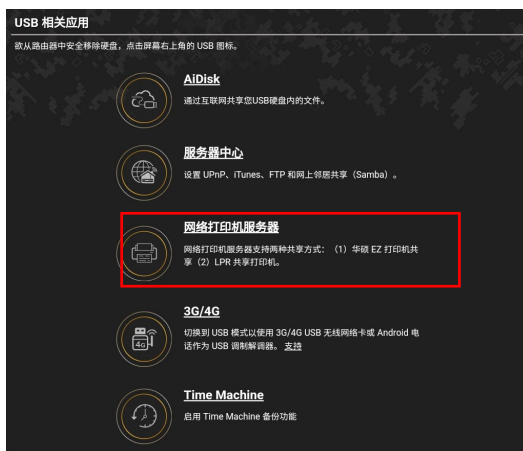 USB 相关应用
欲从路由器中安全移除硬盘，点击屏幕右上角的 USB 图标。
AiDisk
通过互联网共享您USB硬盘内的文件。
服务器中心
设置 UPnP、iTunes、FTP 和网上邻居共享（Samba）。
网络打印机服务器
网络打印机服务器支持两种共享方式：（1）华硕 EZ 打印机共
享（2）LPR 共享打印机。
3G/4G
切换到 USB 模式以使用 3G/4G USB 无线网络卡或 Android 电
话作为 USB 调制解调器。 支持
4G
Time Machine
启用 Time Machine 备份功能